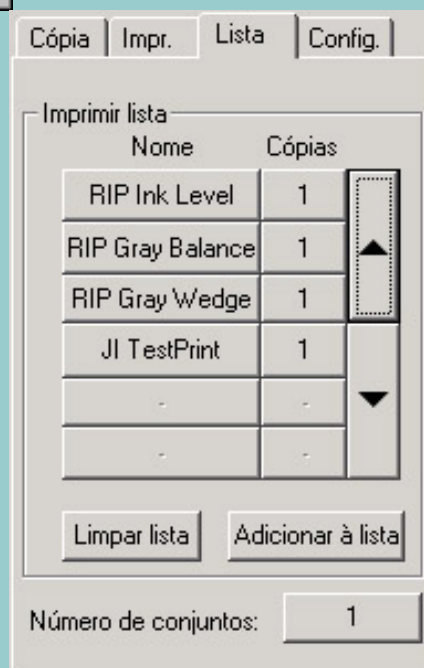 Cópia Impr. Lista Config.
Imprimir lista
Nome Cópias
RIP Ink Level 1
RIP Gray Balance 1
RIP Gray Wedge 1
JI TestPrint 1
- -
- -
Limpar lista Adicionar à lista
Número de conjuntos: 1